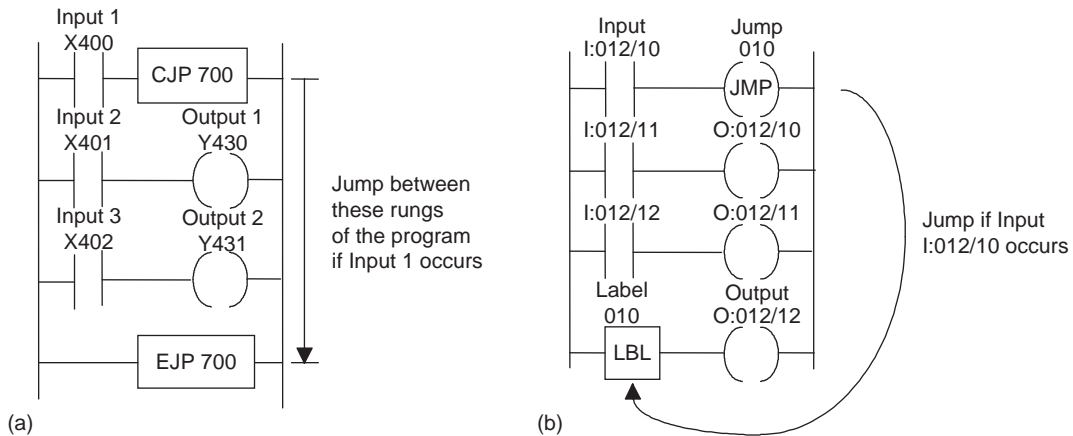 Input 1
X400
CJP 700
Input 2
X401
Output 1
Y430
Input 3
X402
Output 2
Y431
EJP 700
Jump between
these rungs
of the program
if Input 1 occurs
(a)
Input
I:012/10
Jump
010
JMP
I:012/11
O:012/10
I:012/12
O:012/11
Label
010
Output
O:012/12
LBL
Jump if Input
I:012/10 occurs
(b)